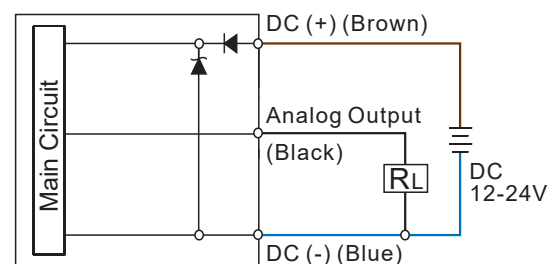 Main Circuit
DC (+) (Brown)
Analog Output
(Black)
RL
DC
12-24V
DC (-) (Blue)